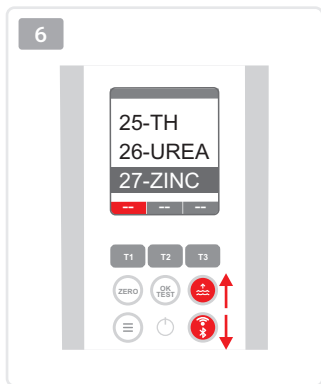 6
25-TH
26-UREA
27-ZINC
-- -- --
T1 T2 T3
ZERO OK TEST